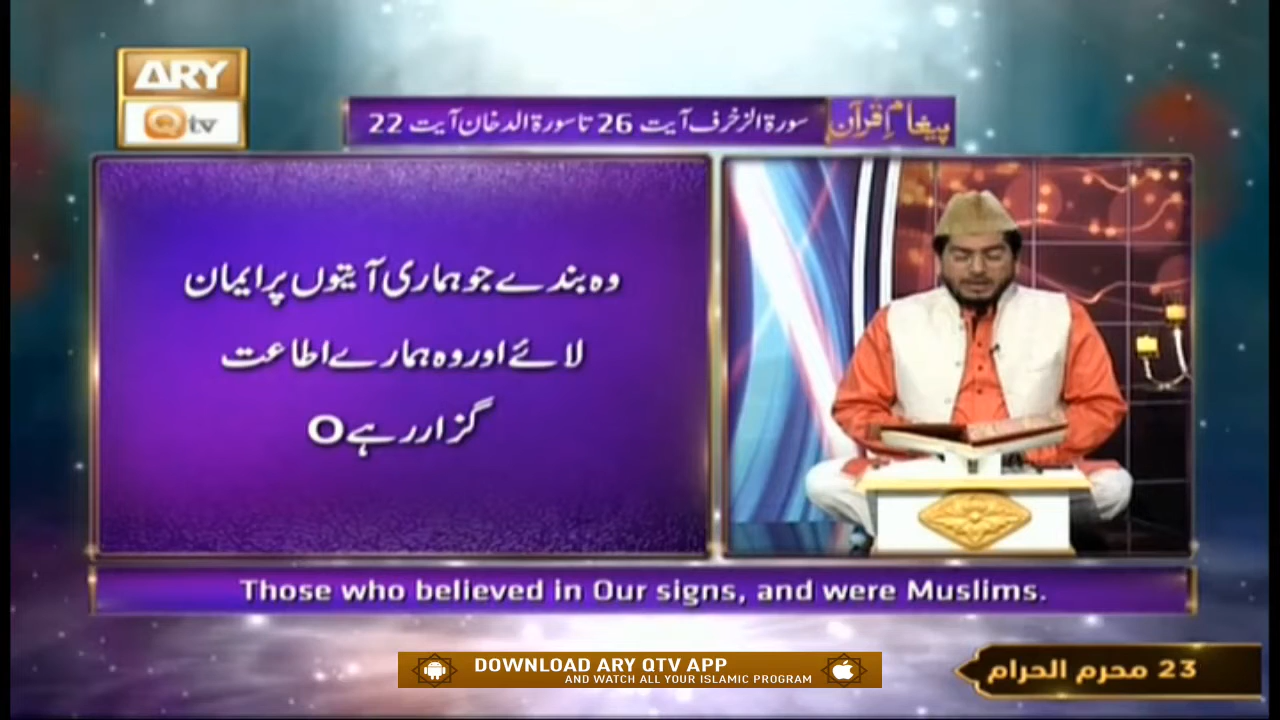 ARY
Qtv
پیغامِ قرآن
سورۃ الزخرف آیت 26 تا سورۃ الدخان آیت 22
وہ بندے جو ہماری آیتوں پر ایمان
لائے اور وہ ہمارے اطاعت
گزار رہے O
Those who believed in Our signs, and were Muslims.
DOWNLOAD ARY QTV APP
AND WATCH ALL YOUR ISLAMIC PROGRAM
23 محرم الحرام